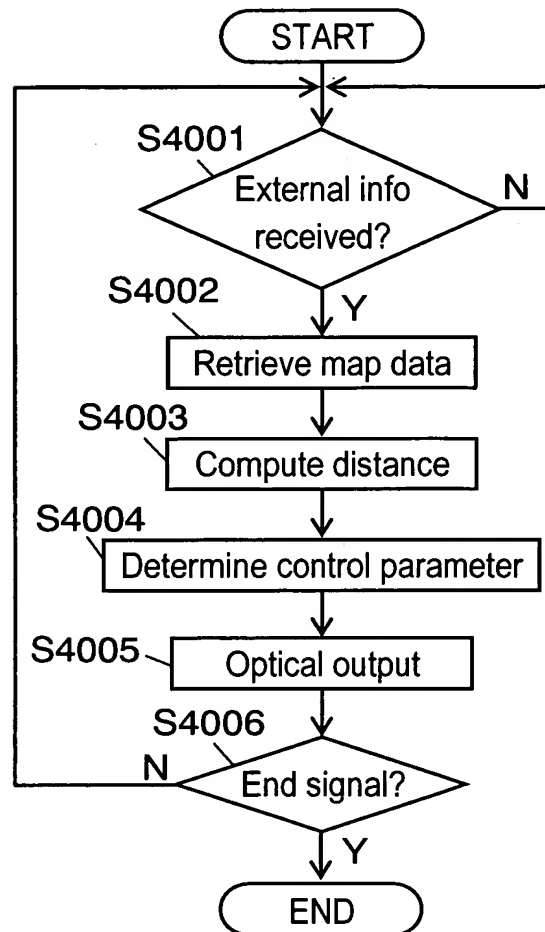 START
S4001
External info
received?
N
Y
S4002
Retrieve map data
S4003
Compute distance
S4004
Determine control parameter
S4005
Optical output
S4006
N
End signal?
Y
END